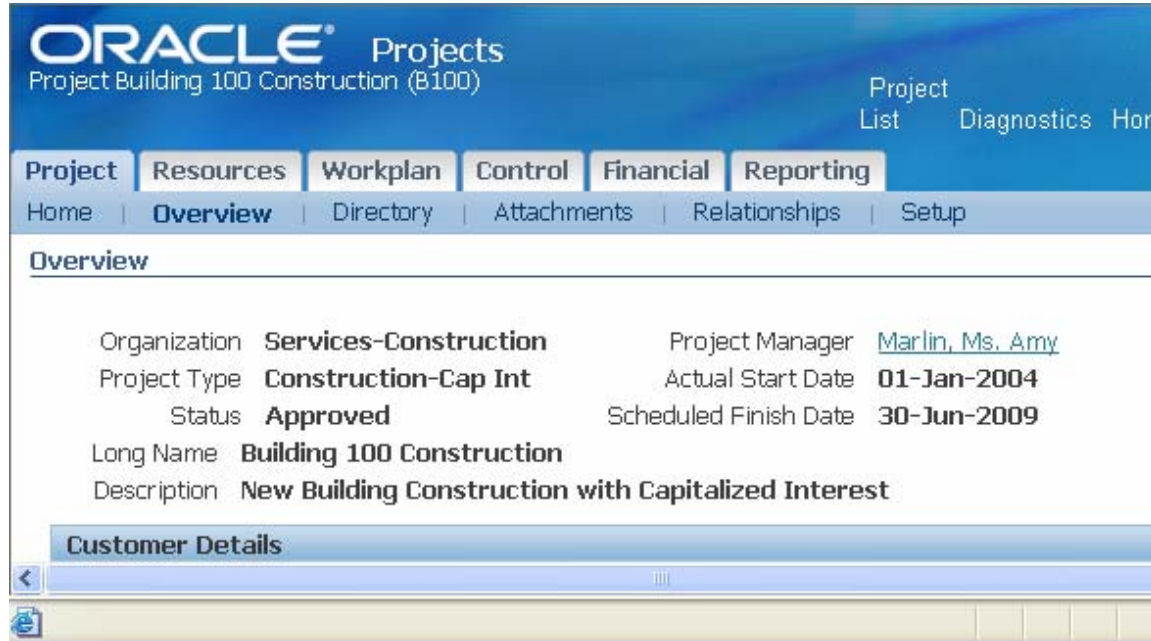 ORACLE® Projects
Project Building 100 Construction (B100)
Project
List Diagnostics
Project Resources Workplan Control Financial Reporting
Home | Overview | Directory | Attachments | Relationships | Setup
Overview
Organization Services-Construction Project Manager Marlin, Ms. Amy
Project Type Construction-Cap Int Actual Start Date 01-Jan-2004
Status Approved Scheduled Finish Date 30-Jun-2009
Long Name Building 100 Construction
Description New Building Construction with Capitalized Interest
Customer Details